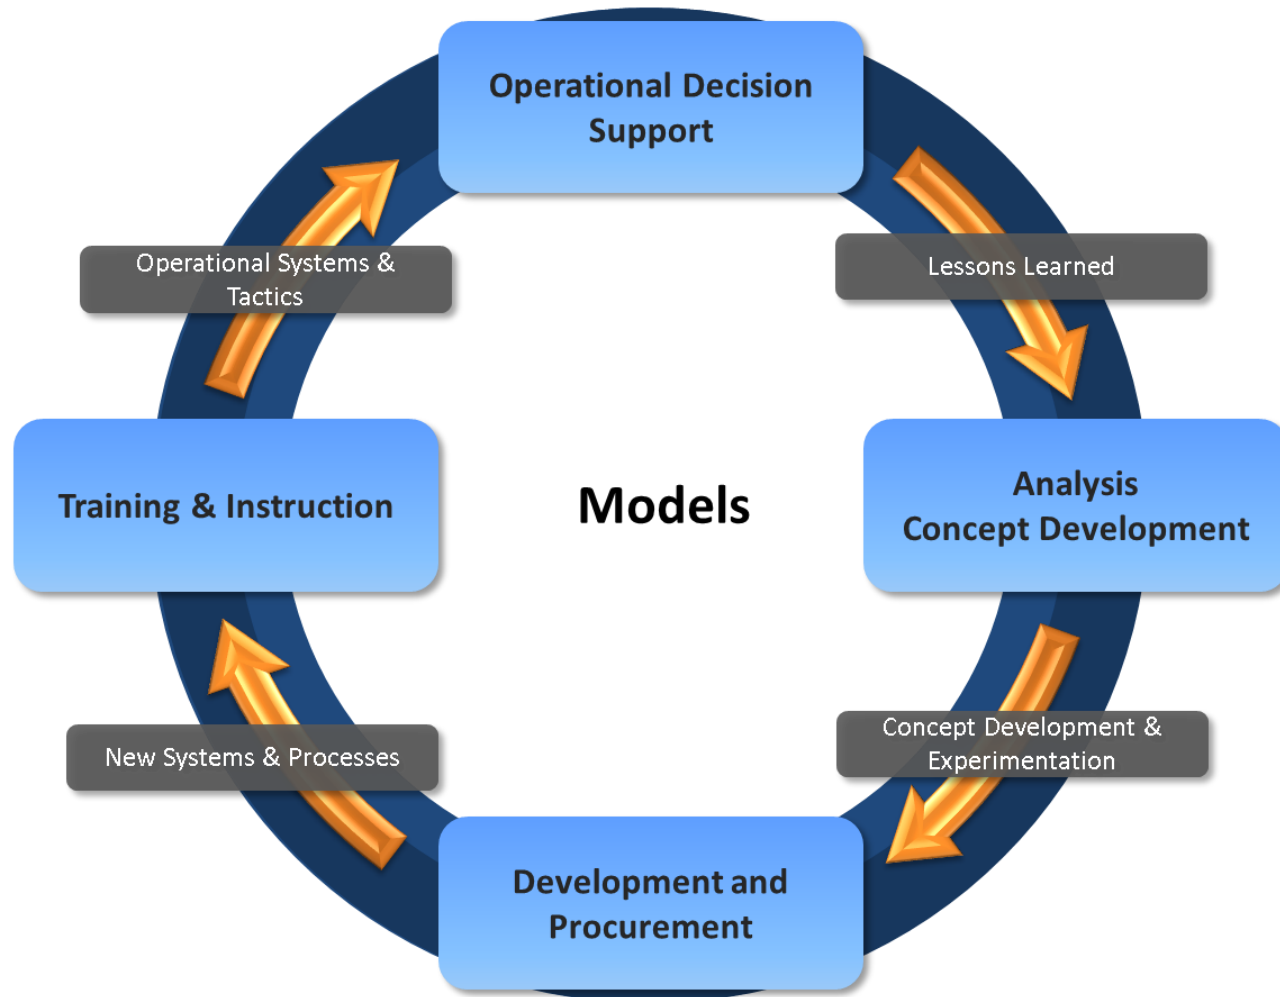 Operational Decision
Support
Operational Systems &
Tactics
Lessons Learned
Training & Instruction
Models
Analysis
Concept Development
New Systems & Processes
Concept Development &
Experimentation
Development and
Procurement